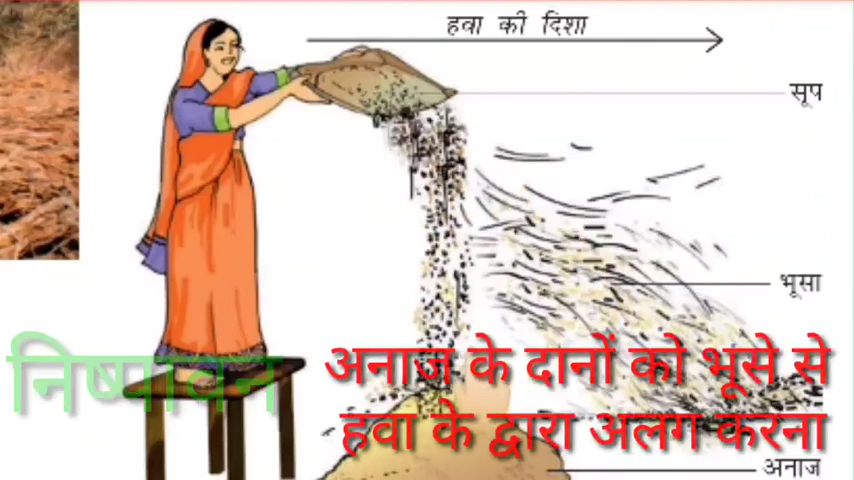 हवा की दिशा
सूप
भूसा
निष्पावन
अनाज के दानों को भूसे से
हवा के द्वारा अलग करना
अनाज